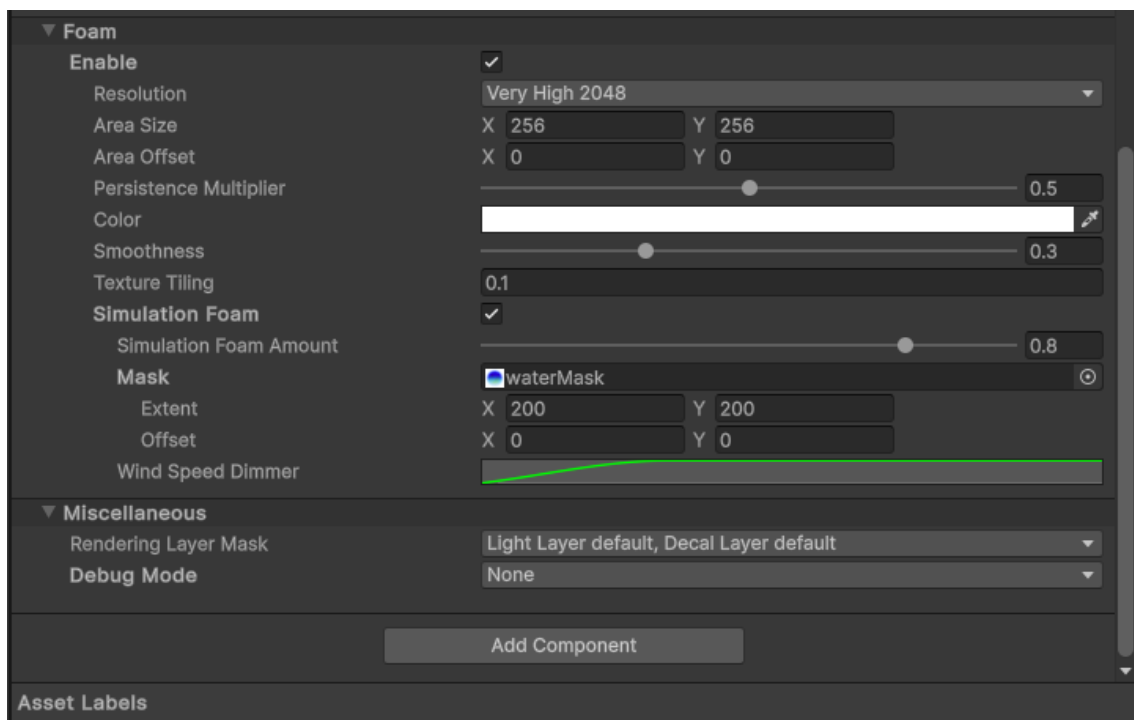 Foam
Enable
Resolution Very High 2048
Area Size X 256 Y 256
Area Offset X 0 Y 0
Persistence Multiplier 0.5
Color
Smoothness 0.3
Texture Tiling 0.1
Simulation Foam
Simulation Foam Amount 0.8
Mask waterMask
Extent X 200 Y 200
Offset X 0 Y 0
Wind Speed Dimmer
Miscellaneous
Rendering Layer Mask Light Layer default, Decal Layer default
Debug Mode None
Add Component
Asset Labels